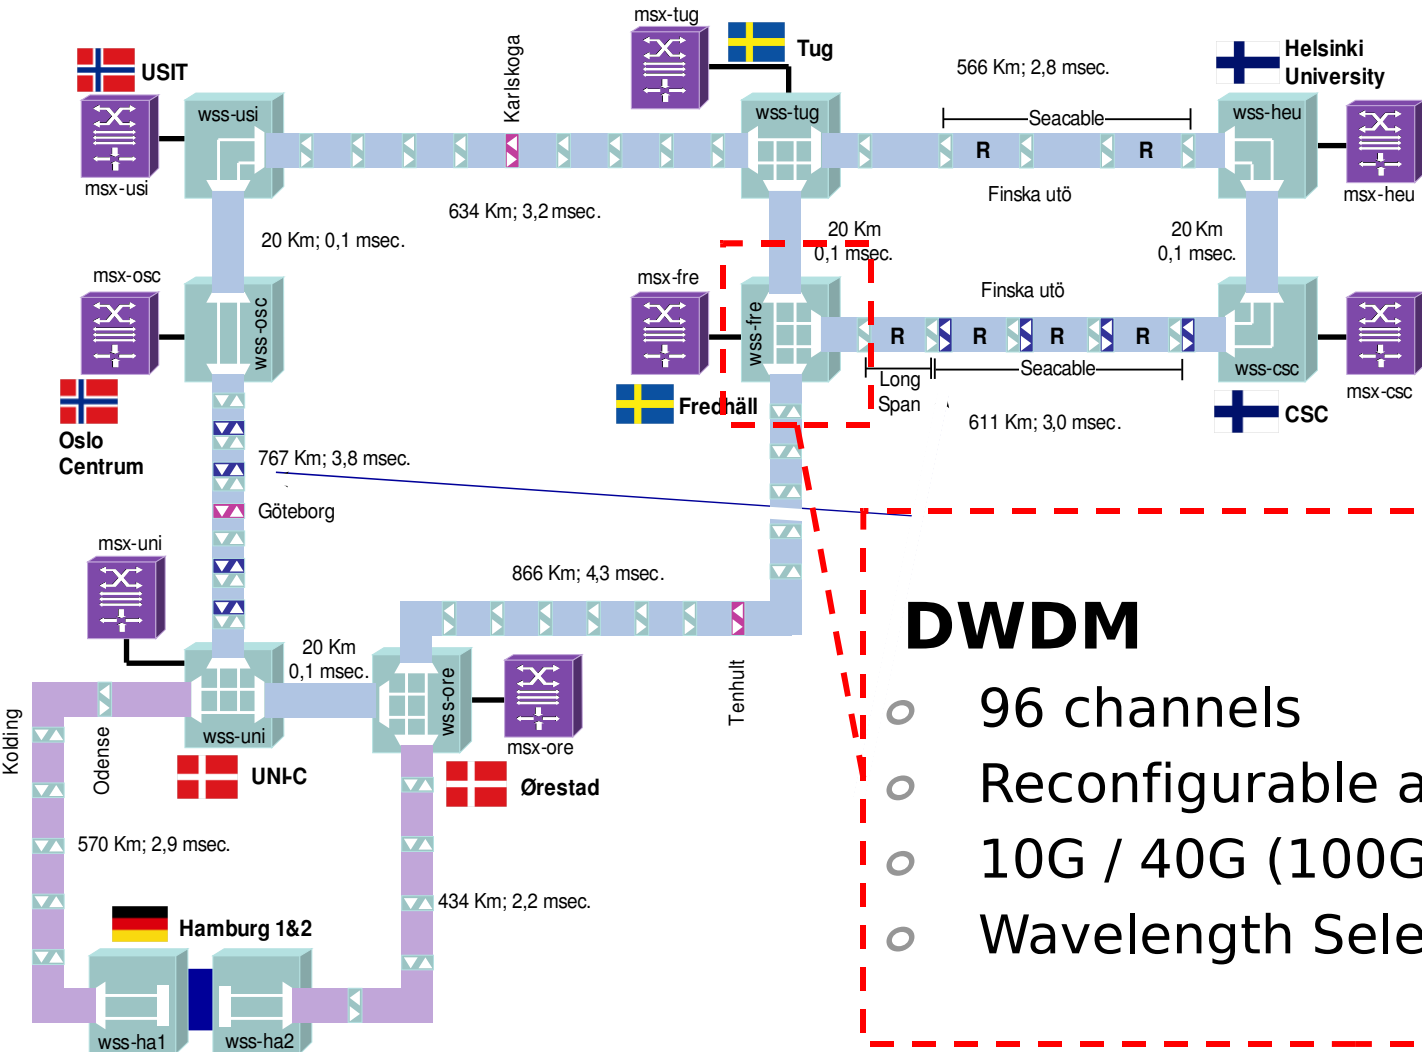 msx-tug
Tug
Karlskoga
USIT
566 Km; 2,8 msec.
Helsinki
University
wss-usi
wss-tug
Seacable
wss-heu
R
R
msx-usi
Finska utö
msx-heu
634 Km; 3,2 msec.
20 Km; 0,1 msec.
20 Km
0,1 msec.
20 Km
0,1 msec.
msx-osc
msx-fre
Finska utö
wss-osc
wss-fre
R
R
R
R
Seacable
wss-csc
Long
Span
msx-csc
Fredhäll
611 Km; 3,0 msec.
CSC
Oslo
Centrum
767 Km; 3,8 msec.
Göteborg
msx-uni
866 Km; 4,3 msec.
20 Km
0,1 msec.
wss-ore
Tenhult
DWDM
96 channels
Kolding
Odense
wss-uni
msx-ore
UNI-C
Ørestad
Reconfigurable a
570 Km; 2,9 msec.
10G / 40G (100G
434 Km; 2,2 msec.
Hamburg 1&2
Wavelength Sele
wss-ha1
wss-ha2